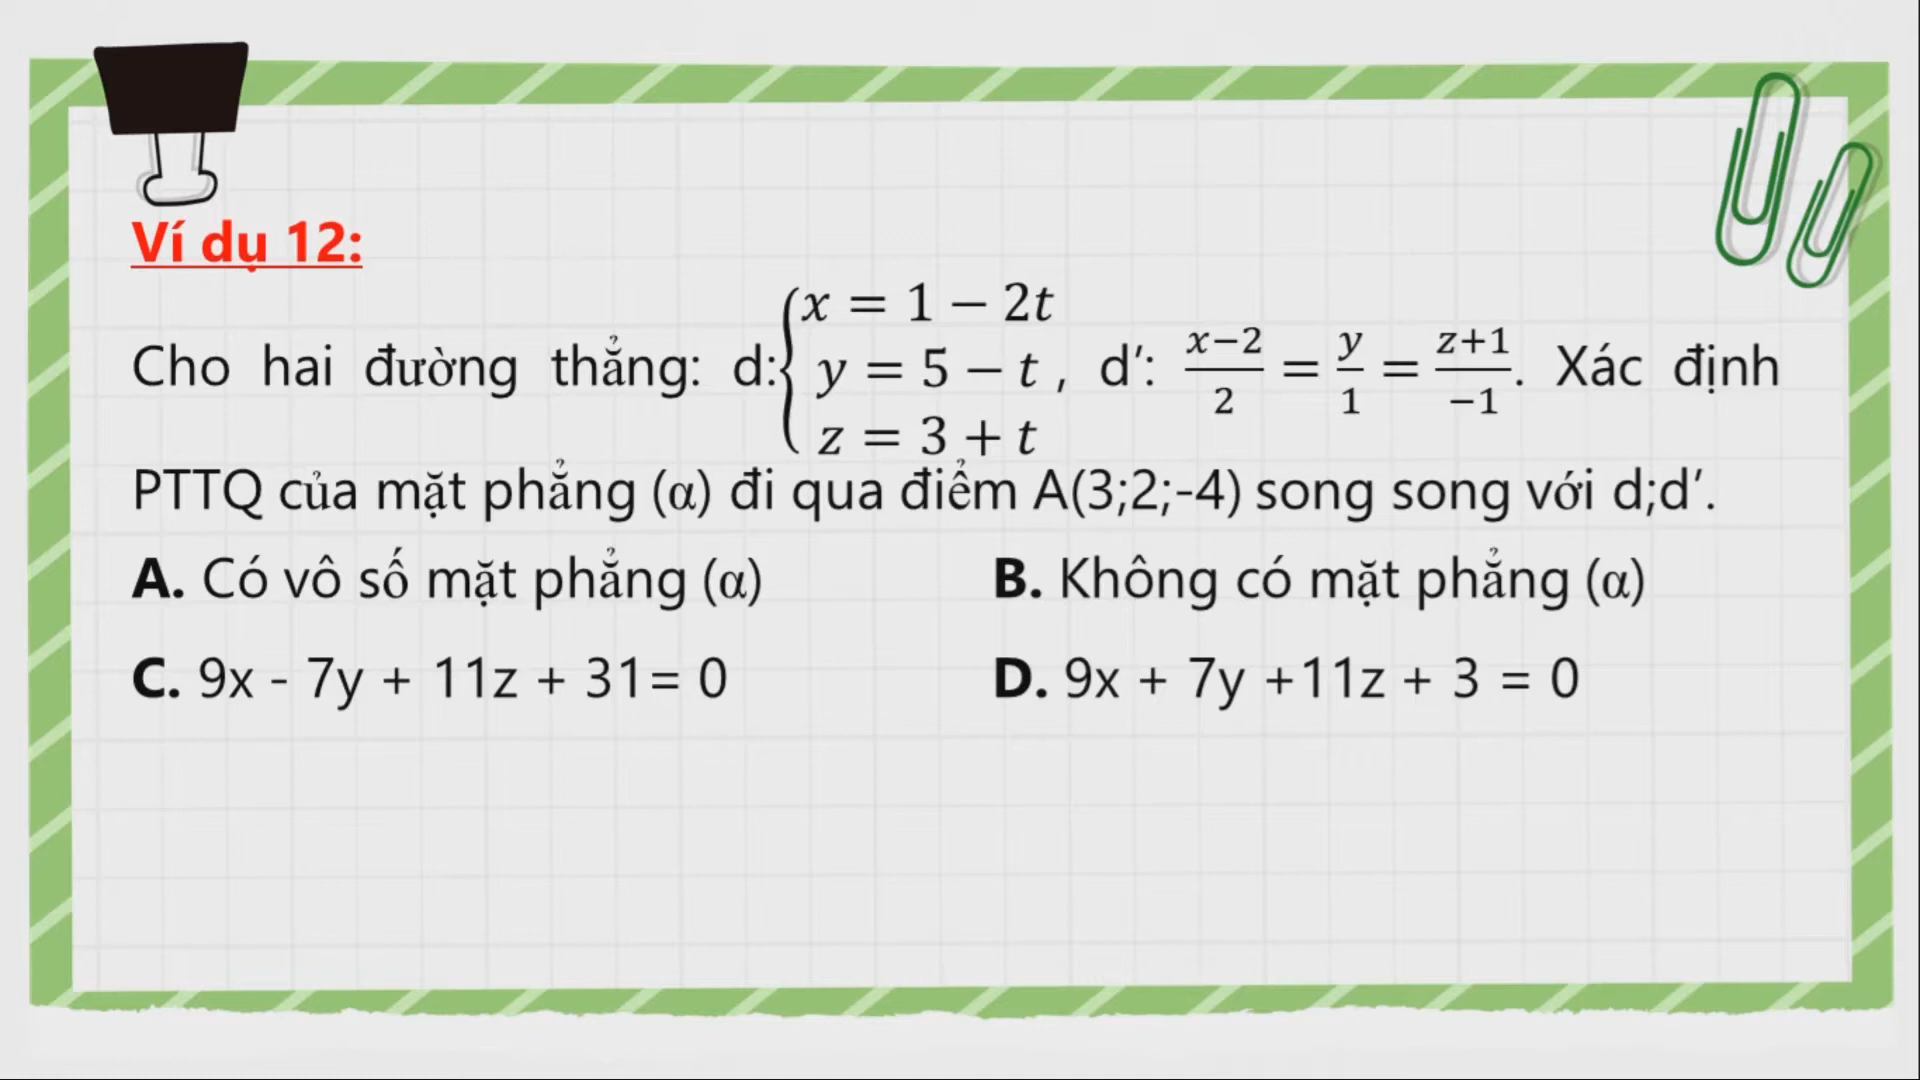 Ví dụ 12:
Cho hai đường thẳng: d:{x = 1 − 2t
y = 5 − t
z = 3 + t , d′: (x−2)/2 = y/1 = (z+1)/(−1). Xác định
PTTQ của mặt phẳng (α) đi qua điểm A(3;2;-4) song song với d;d′.
A. Có vô số mặt phẳng (α)
B. Không có mặt phẳng (α)
C. 9x - 7y + 11z + 31= 0
D. 9x + 7y +11z + 3 = 0